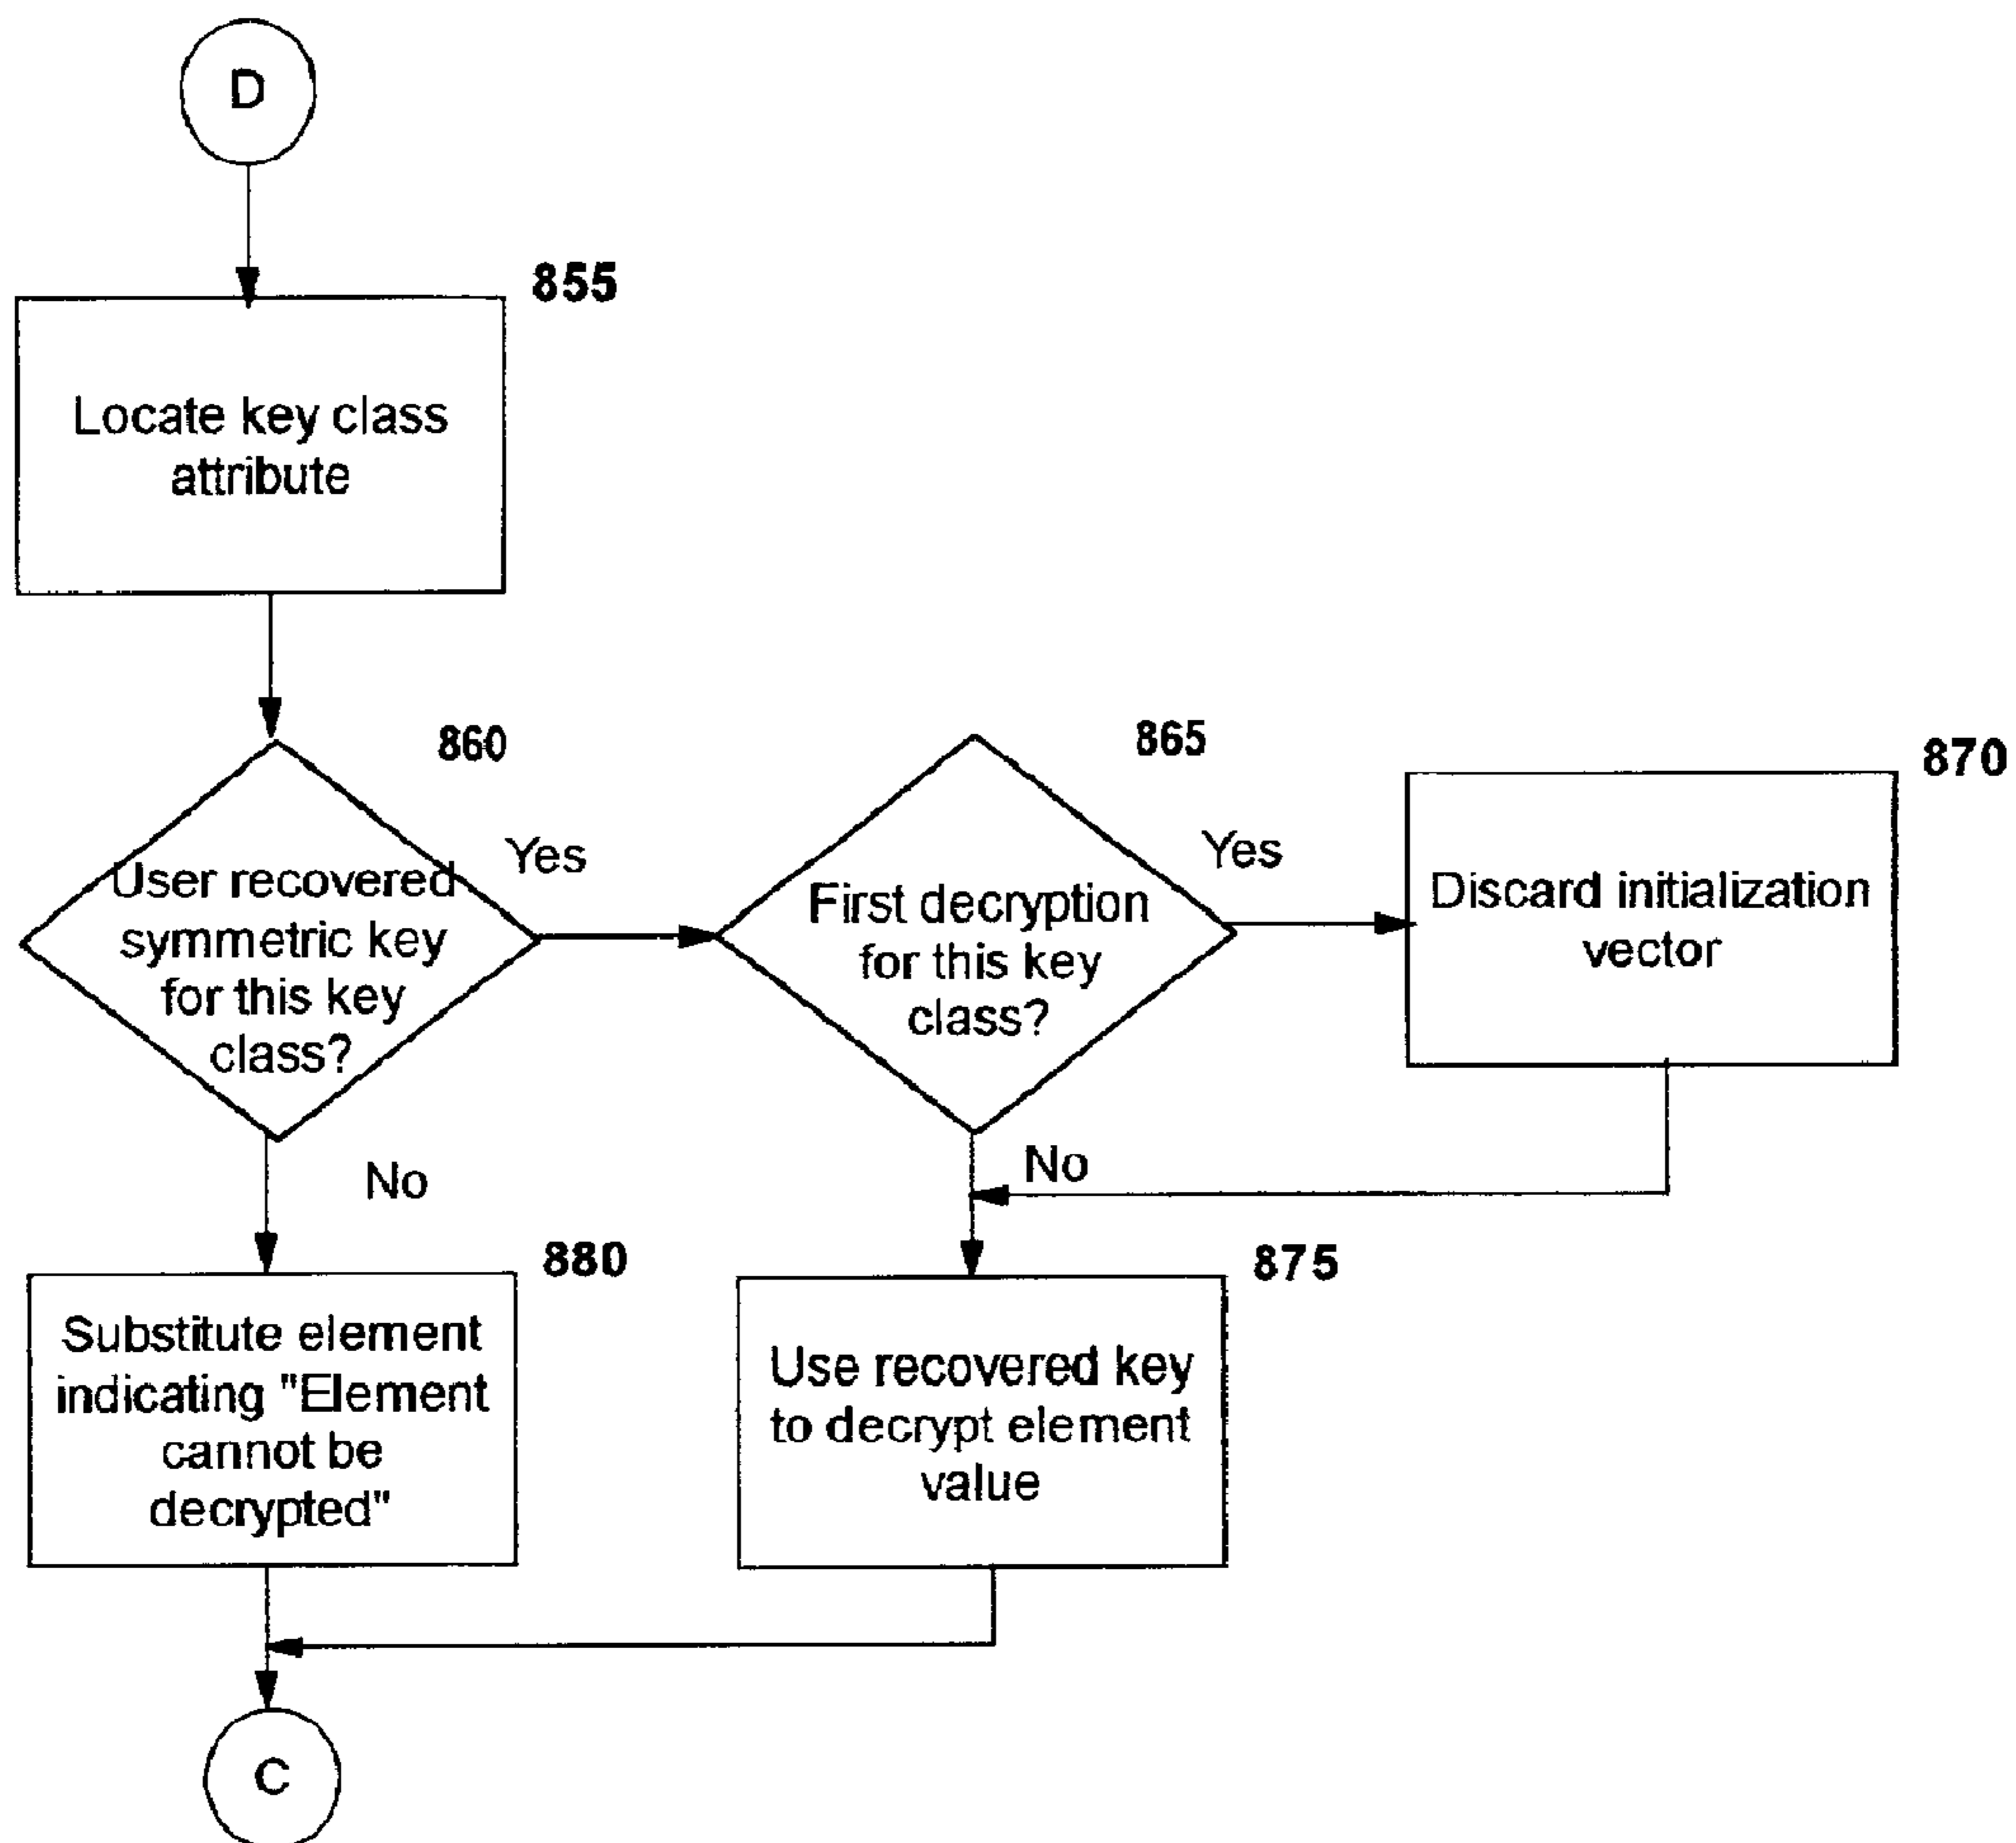 D
855
Locate key class
attribute
860
User recovered
symmetric key
for this key
class?
Yes
865
First decryption
for this key
class?
Yes
870
Discard initialization
vector
No
No
880
Substitute element
indicating "Element
cannot be
decrypted"
875
Use recovered key
to decrypt element
value
C